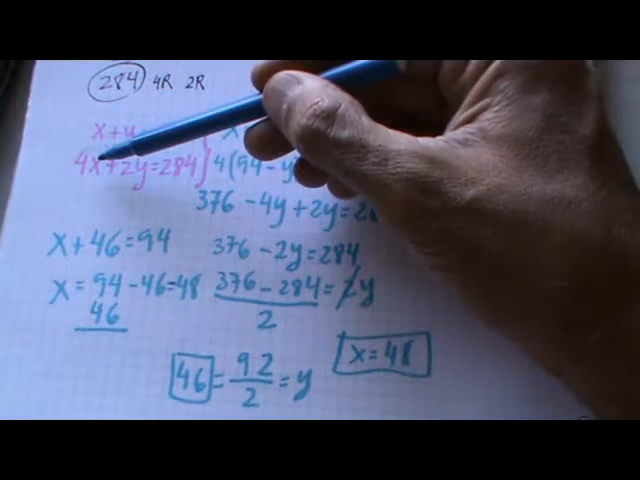 284 4R 2R
x+y
4x+2y=284} 4(94-y
376-4y+2y=2
x+46=94 376-2y=284
x=94-46=48 376-284=2y
46 2
46=92=y x=48
2